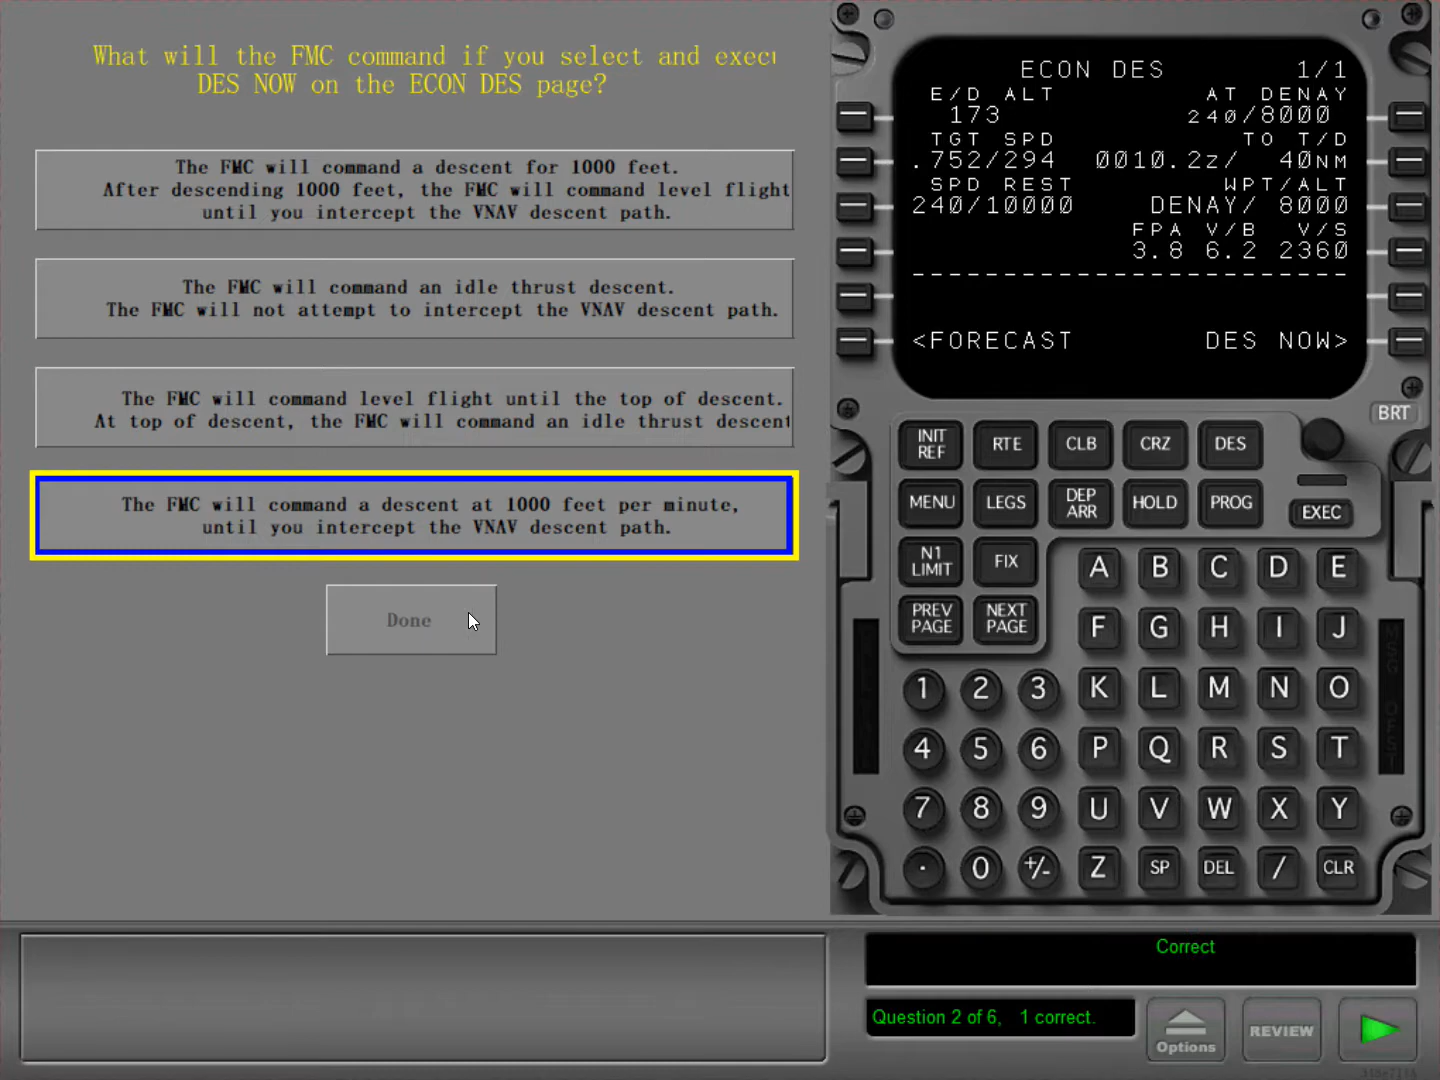 What will the FMC command if you select and execu
DES NOW on the ECON DES page?
The FMC will command a descent for 1000 feet.
After descending 1000 feet, the FMC will command level flight
until you intercept the VNAV descent path.
The FMC will command an idle thrust descent.
The FMC will not attempt to intercept the VNAV descent path.
The FMC will command level flight until the top of descent.
At top of descent, the FMC will command an idle thrust descent
The FMC will command a descent at 1000 feet per minute,
until you intercept the VNAV descent path.
Done
ECON DES 1/1
E/D ALT AT DENAY
173 240/8000
TGT SPD TO T/D
.752/294 0010.2z/ 40NM
SPD REST WPT/ALT
240/10000 DENAY/ 8000
FPA V/B V/S
3.8 6.2 2360
--------------------------
<FORECAST DES NOW>
BRT
INIT REF RTE CLB CRZ DES
MENU LEGS DEP ARR HOLD PROG EXEC
N1 LIMIT FIX
PREV PAGE NEXT PAGE
A B C D E
F G H I J
1 2 3 K L M N O
4 5 6 P Q R S T
7 8 9 U V W X Y
. 0 +/- Z SP DEL / CLR
Correct
Question 2 of 6, 1 correct.
Options
REVIEW